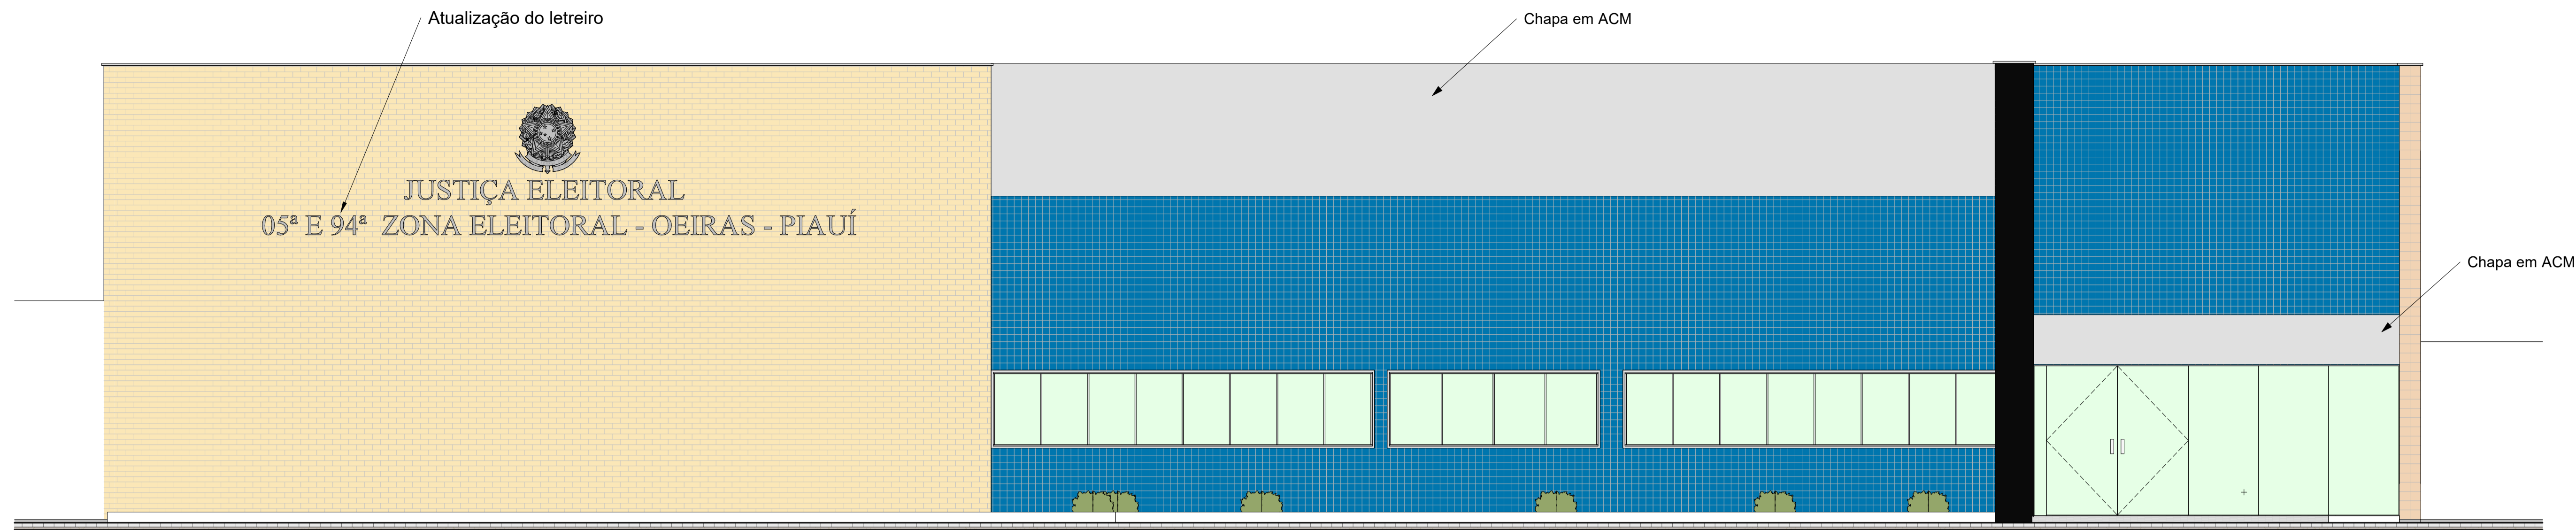 Atualização do letreiro
Chapa em ACM
JUSTIÇA ELEITORAL
05ª E 94ª ZONA ELEITORAL - OEIRAS - PIAUÍ
Chapa em ACM